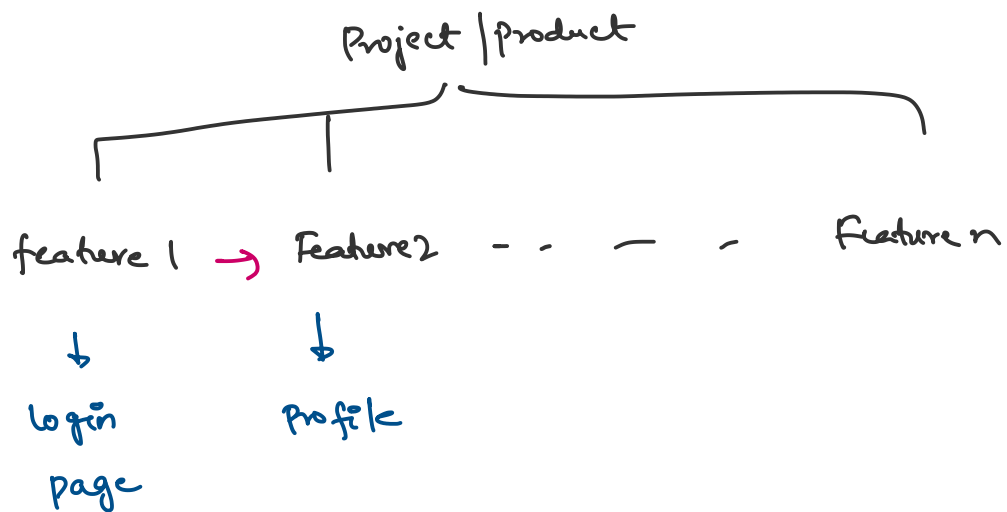 Project | product
feature 1 → Feature2 - - - - Feature n
↓ ↓
login profile
page